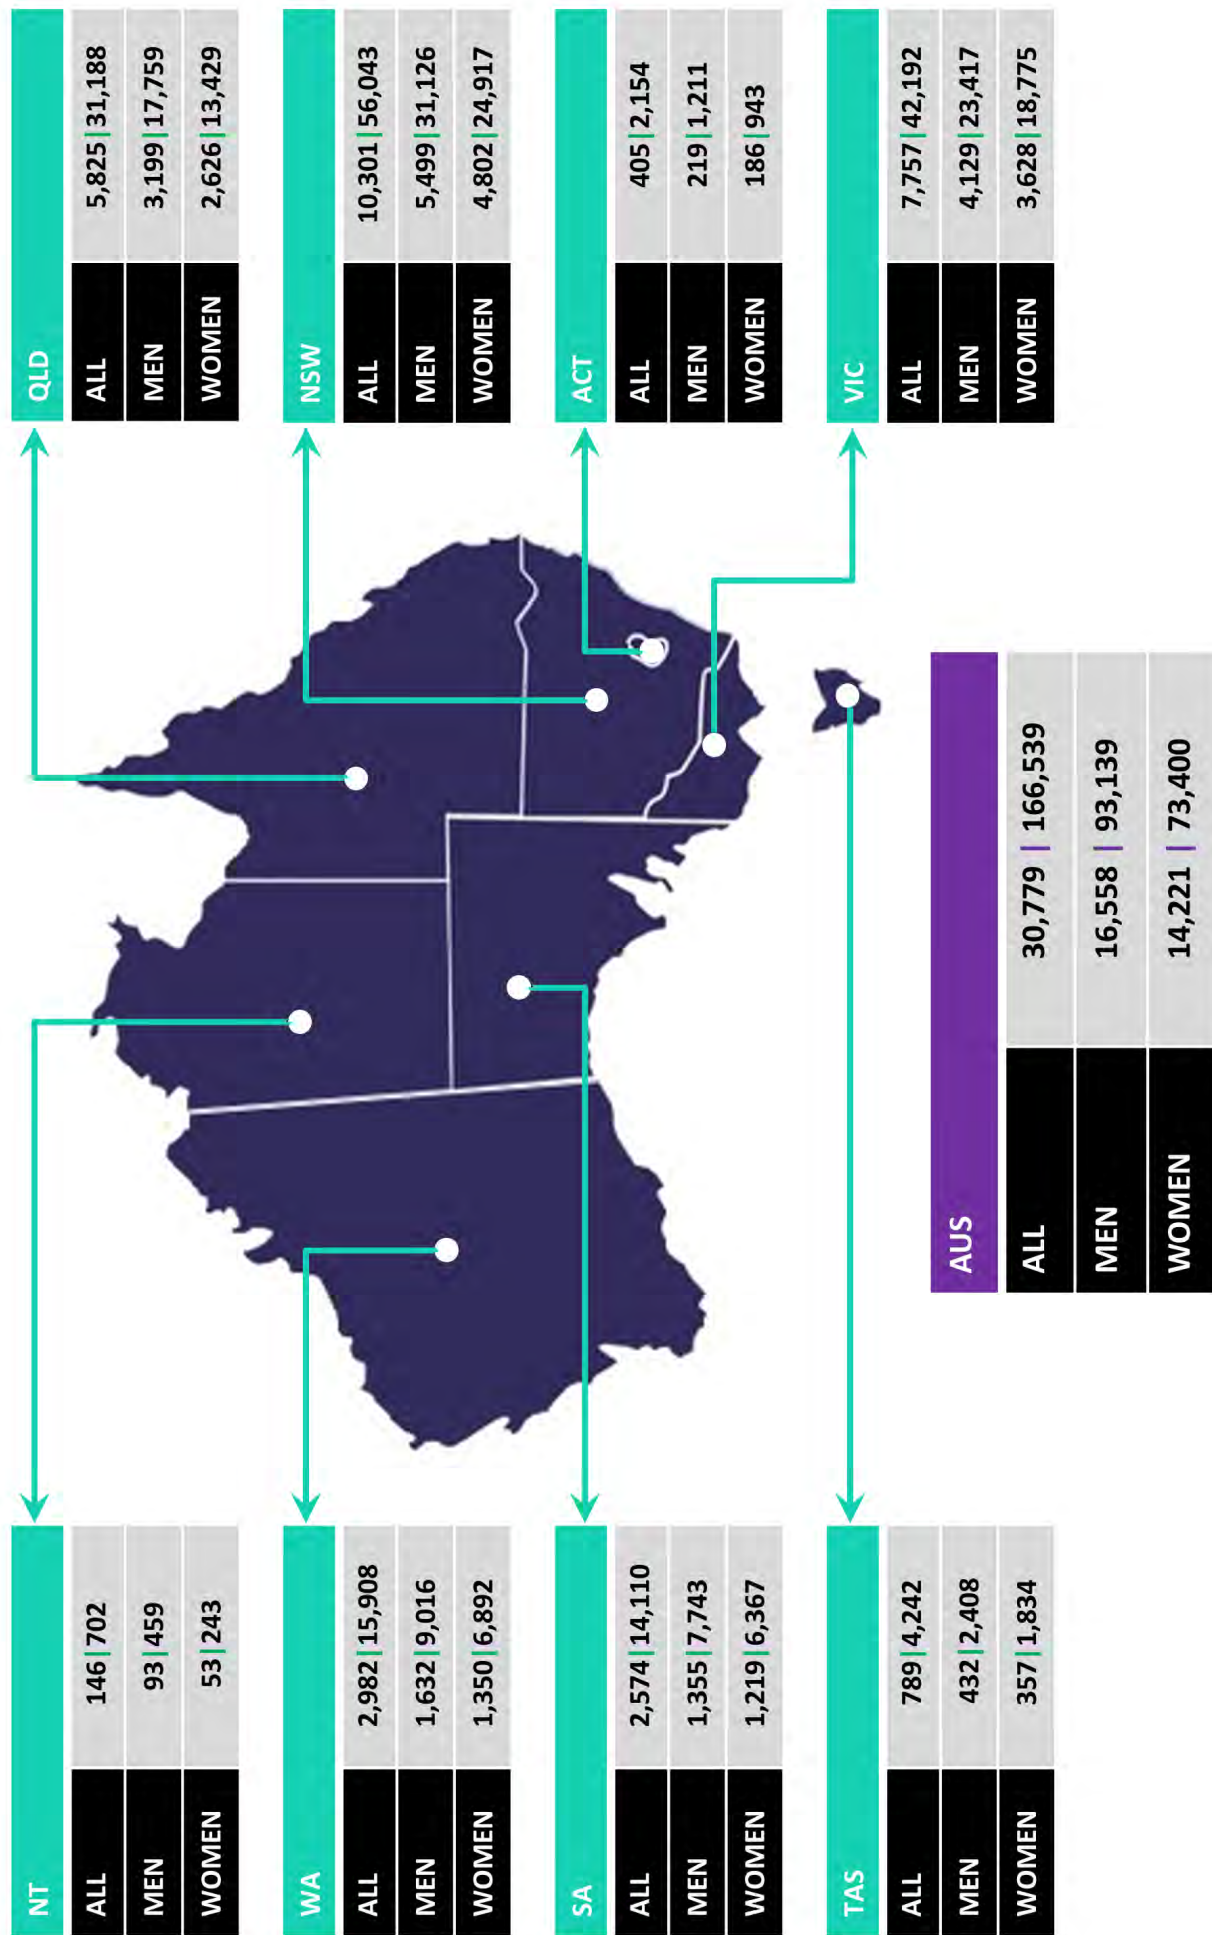 NT
ALL 146|702
MEN 93|459
WOMEN 53|243
WA
ALL 2,982|15,908
MEN 1,632|9,016
WOMEN 1,350|6,892
SA
ALL 2,574|14,110
MEN 1,355|7,743
WOMEN 1,219|6,367
TAS
ALL 789|4,242
MEN 432|2,408
WOMEN 357|1,834
AUS
ALL 30,779 | 166,539
MEN 16,558 | 93,139
WOMEN 14,221 | 73,400
QLD
ALL 5,825|31,188
MEN 3,199|17,759
WOMEN 2,626|13,429
NSW
ALL 10,301|56,043
MEN 5,499|31,126
WOMEN 4,802|24,917
ACT
ALL 405|2,154
MEN 219|1,211
WOMEN 186|943
VIC
ALL 7,757|42,192
MEN 4,129|23,417
WOMEN 3,628|18,775